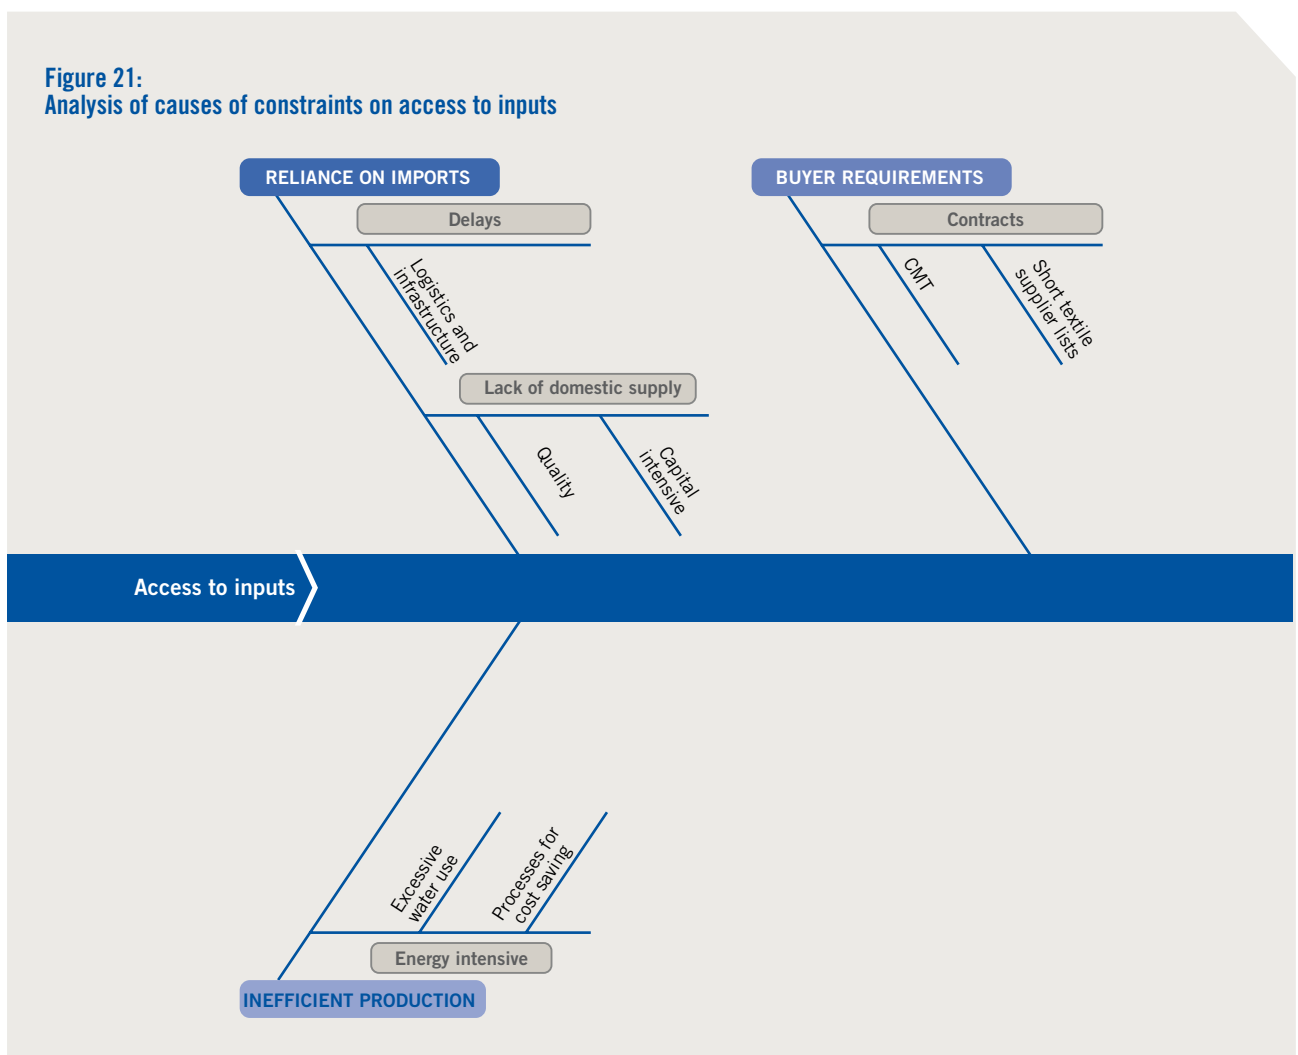 Figure 21:
Analysis of causes of constraints on access to inputs
RELIANCE ON IMPORTS
Delays
Logistics and
infrastructure
Lack of domestic supply
Quality
Capital
intensive
BUYER REQUIREMENTS
Contracts
CMT
Short textile
supplier lists
Access to inputs
Excessive
water use
Processes for
cost saving
Energy intensive
INEFFICIENT PRODUCTION